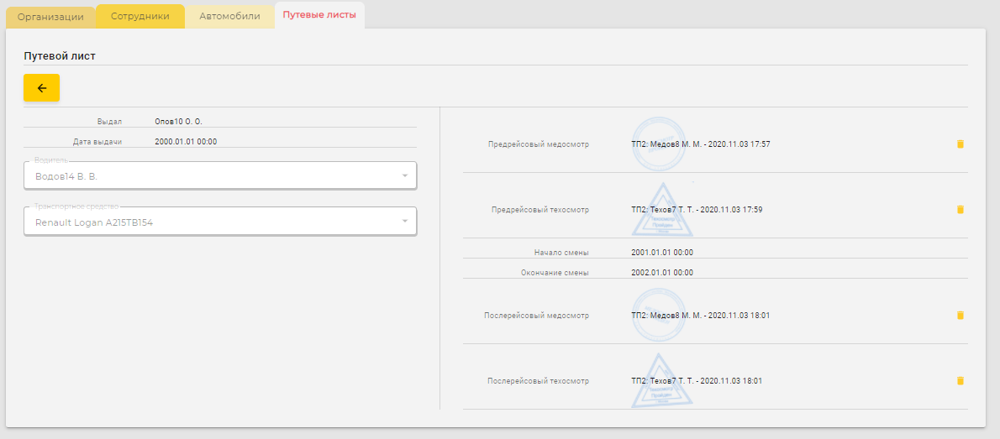 Организации Сотрудники Автомобили Путевые листы
Путевой лист
Выдал Опов10 О. О.
Дата выдачи 2000.01.01 00:00
Водитель
Водов14 В. В.
Транспортное средство
Renault Logan A215TB154
Предрейсовый медосмотр ТП2: Медов8 М. М. - 2020.11.03 17:57
Предрейсовый техосмотр ТП2: Техов7 Т. Т. - 2020.11.03 17:59
Начало смены 2001.01.01 00:00
Окончание смены 2002.01.01 00:00
Послерейсовый медосмотр ТП2: Медов8 М. М. - 2020.11.03 18:01
Послерейсовый техосмотр ТП2: Техов7 Т. Т. - 2020.11.03 18:01